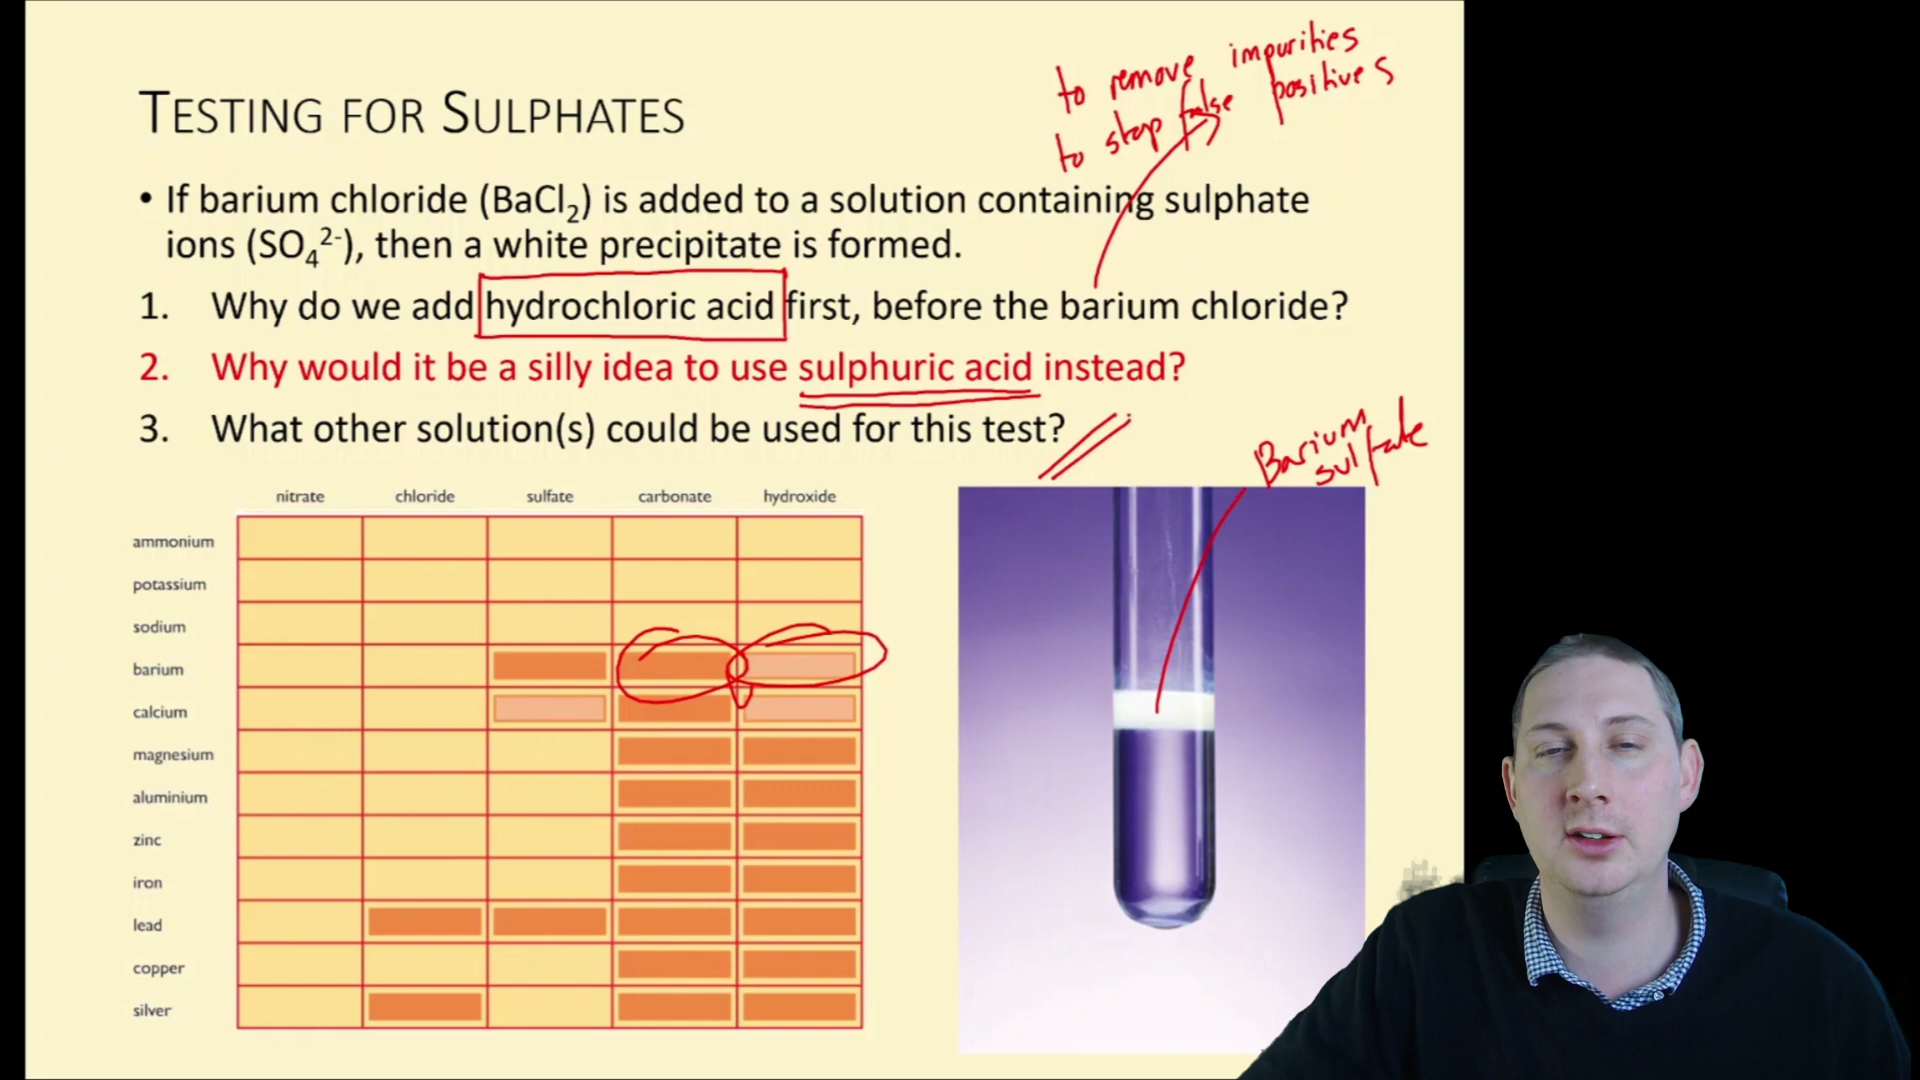 to remove impurities
to stop false positives
TESTING FOR SULPHATES
• If barium chloride (BaCl₂) is added to a solution containing sulphate
ions (SO₄²⁻), then a white precipitate is formed.
1. Why do we add hydrochloric acid first, before the barium chloride?
2. Why would it be a silly idea to use sulphuric acid instead?
3. What other solution(s) could be used for this test?
Barium
sulfate
nitrate chloride sulfate carbonate hydroxide
ammonium
potassium
sodium
barium
calcium
magnesium
aluminium
zinc
iron
lead
copper
silver